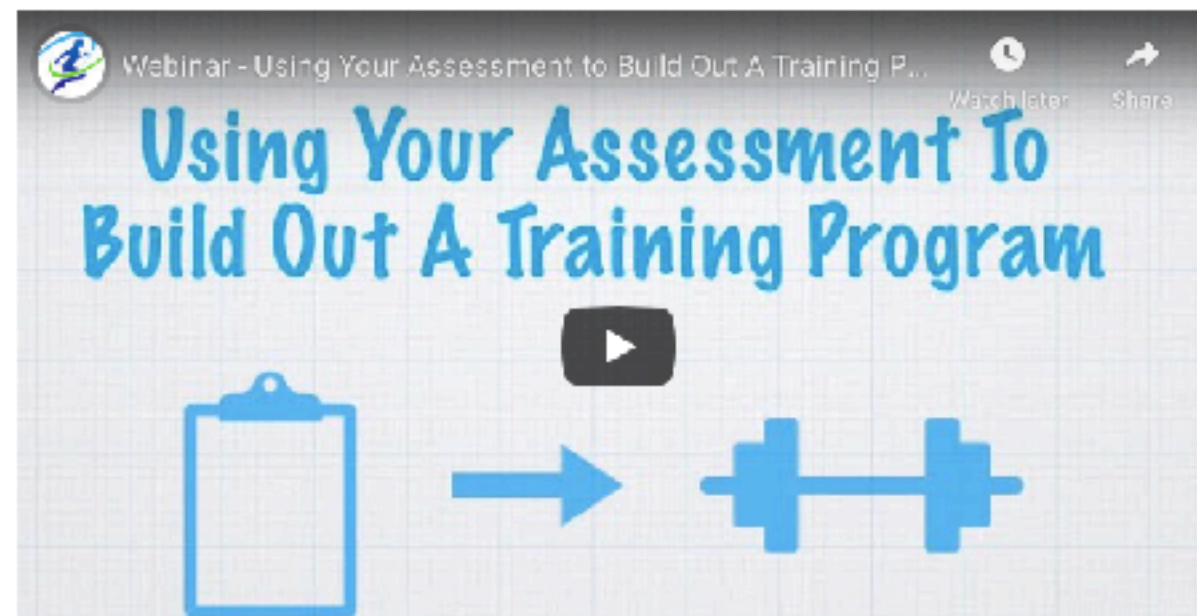 Webinar - Using Your Assessment to Build Out A Training P...
Watch later
Share
Using Your Assessment To
Build Out A Training Program